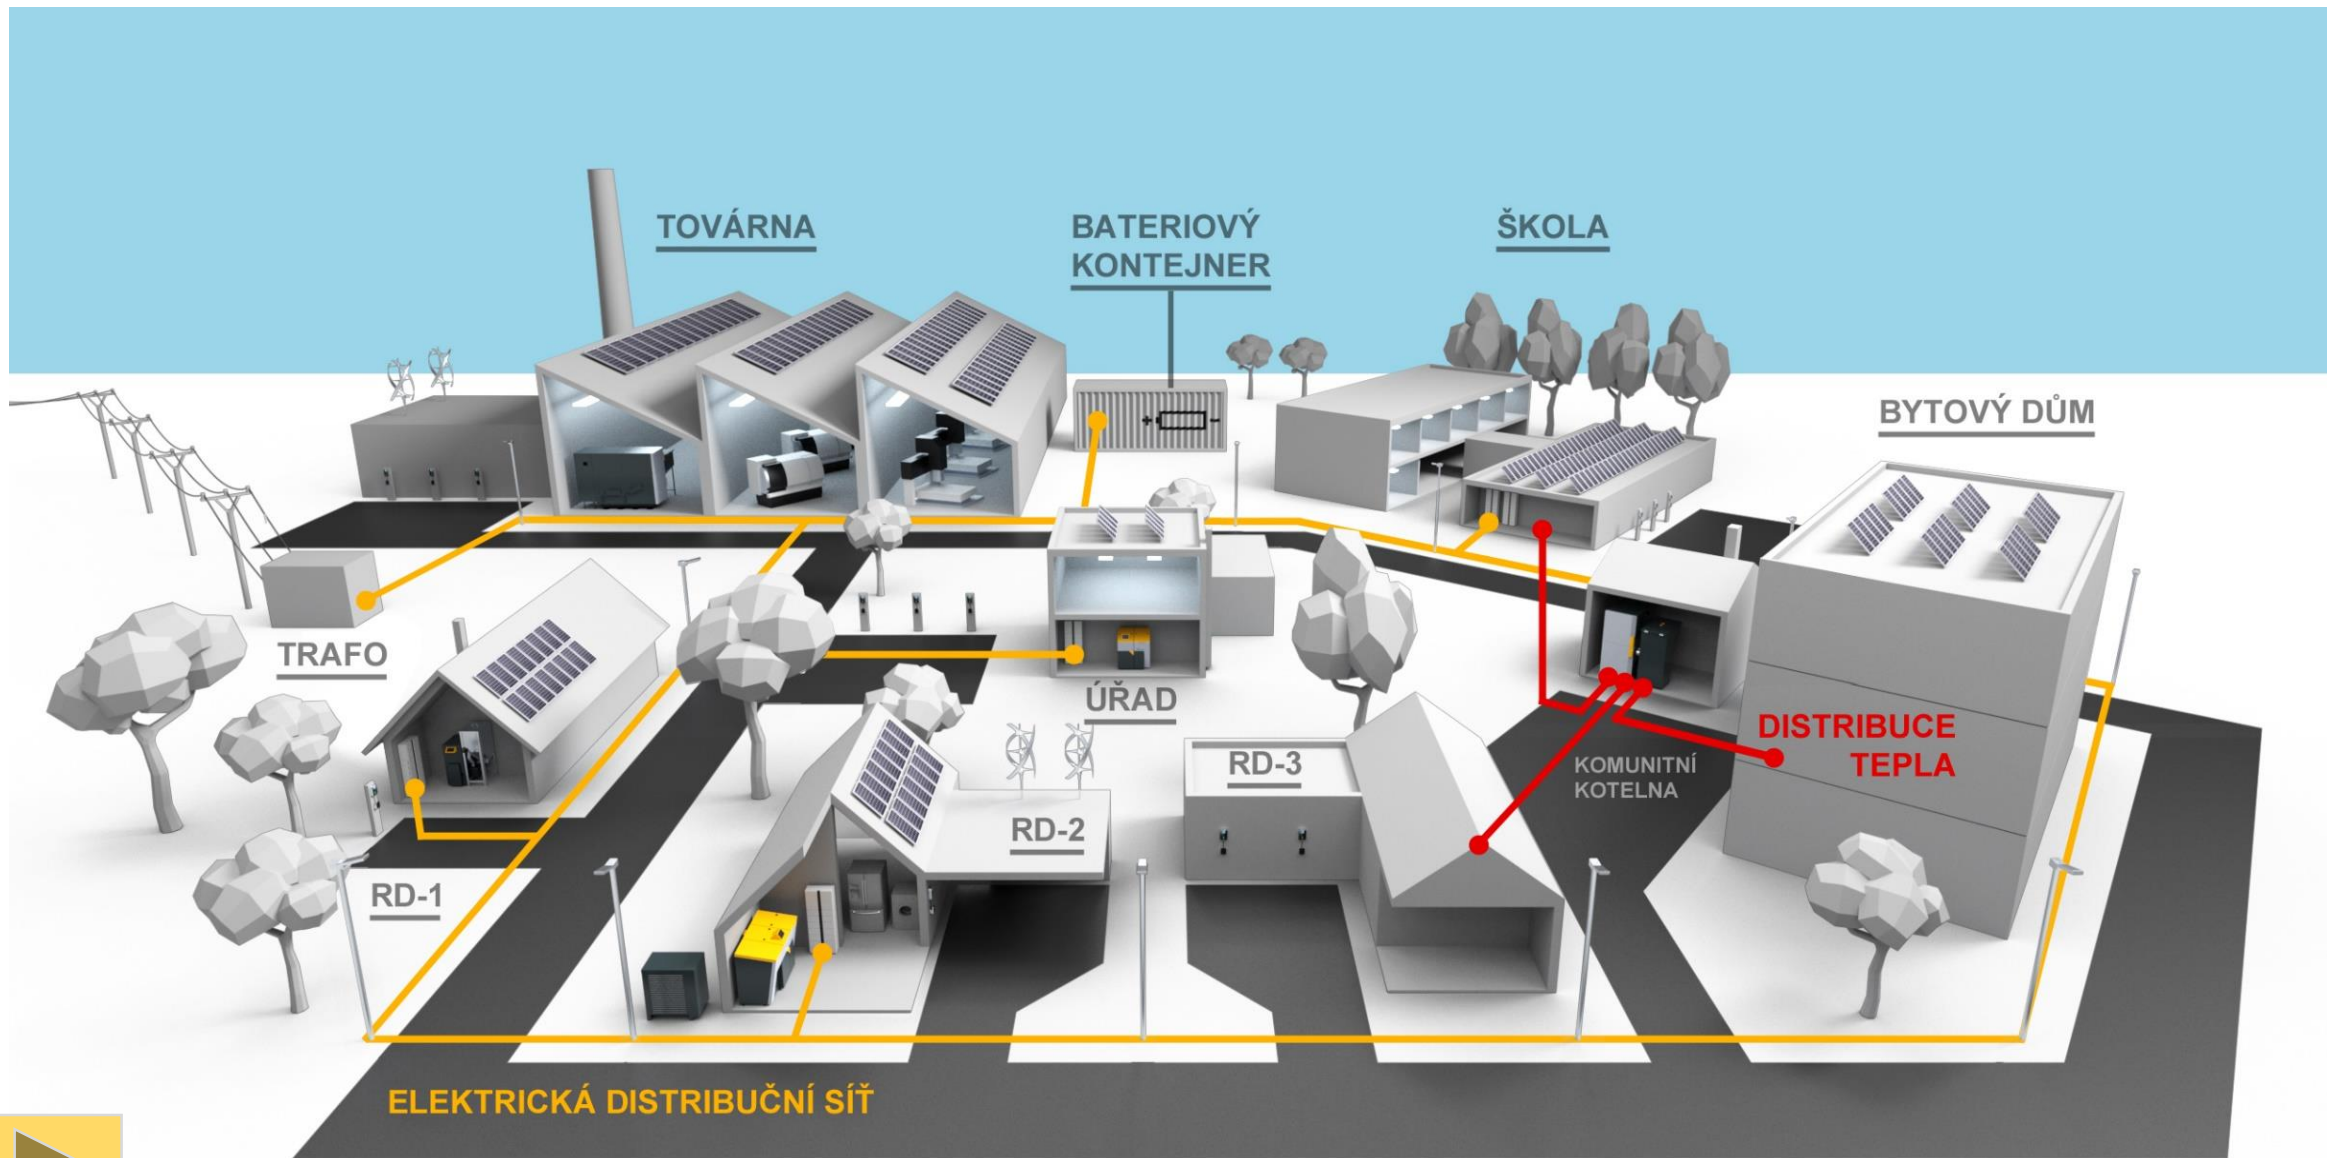 TOVÁRNA
BATERIOVÝ
KONTEJNER
ŠKOLA
BYTOVÝ DŮM
TRAFO
ÚŘAD
DISTRIBUCE
TEPLA
RD-3
KOMUNITNÍ
KOTELNA
RD-2
RD-1
ELEKTRICKÁ DISTRIBUČNÍ SÍŤ